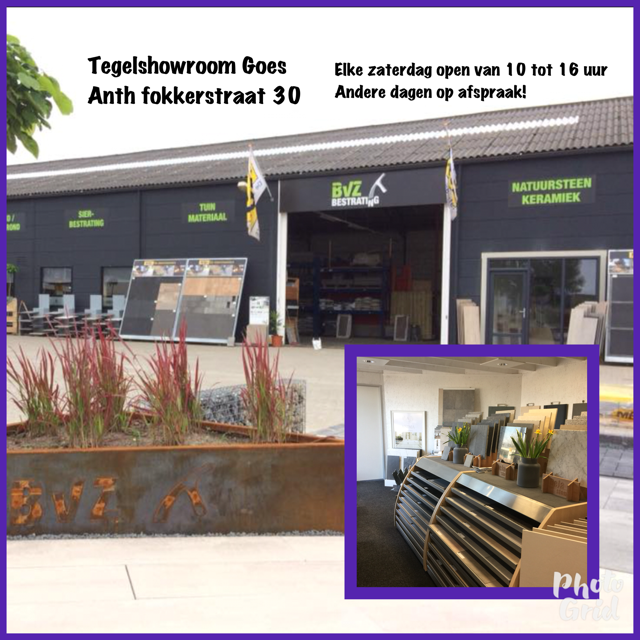 Tegelshowroom Goes
Anth fokkerstraat 30
Elke zaterdag open van 10 tot 16 uur
Andere dagen op afspraak!
SIER-
BESTRATING
TUIN
MATERIAAL
BVZ
BESTRATING
NATUURSTEEN
KERAMIEK
BVZ
Photo
Grid